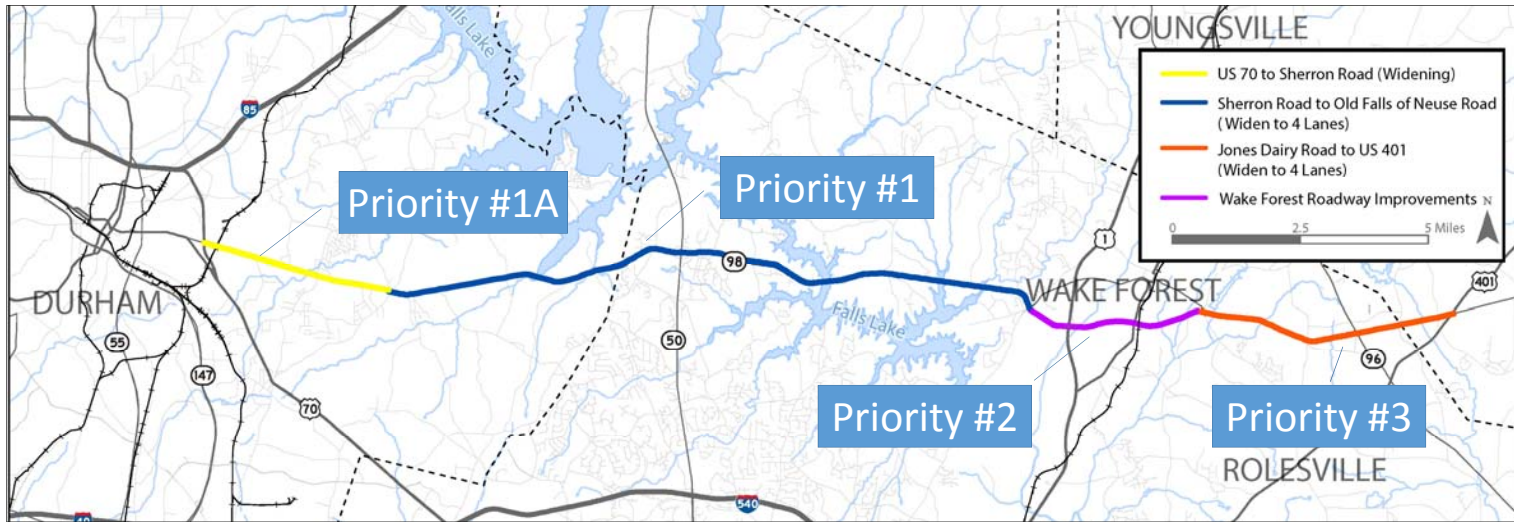 YOUNGSVILLE
US 70 to Sherron Road (Widening)
Sherron Road to Old Falls of Neuse Road
(Widen to 4 Lanes)
Jones Dairy Road to US 401
(Widen to 4 Lanes)
Wake Forest Roadway Improvements
N
0 2.5 5 Miles
Falls Lake
85
Priority #1A
Priority #1
98
1
401
DURHAM
WAKE FOREST
Falls Lake
55
147
50
96
70
Priority #2
Priority #3
ROLESVILLE
540
40